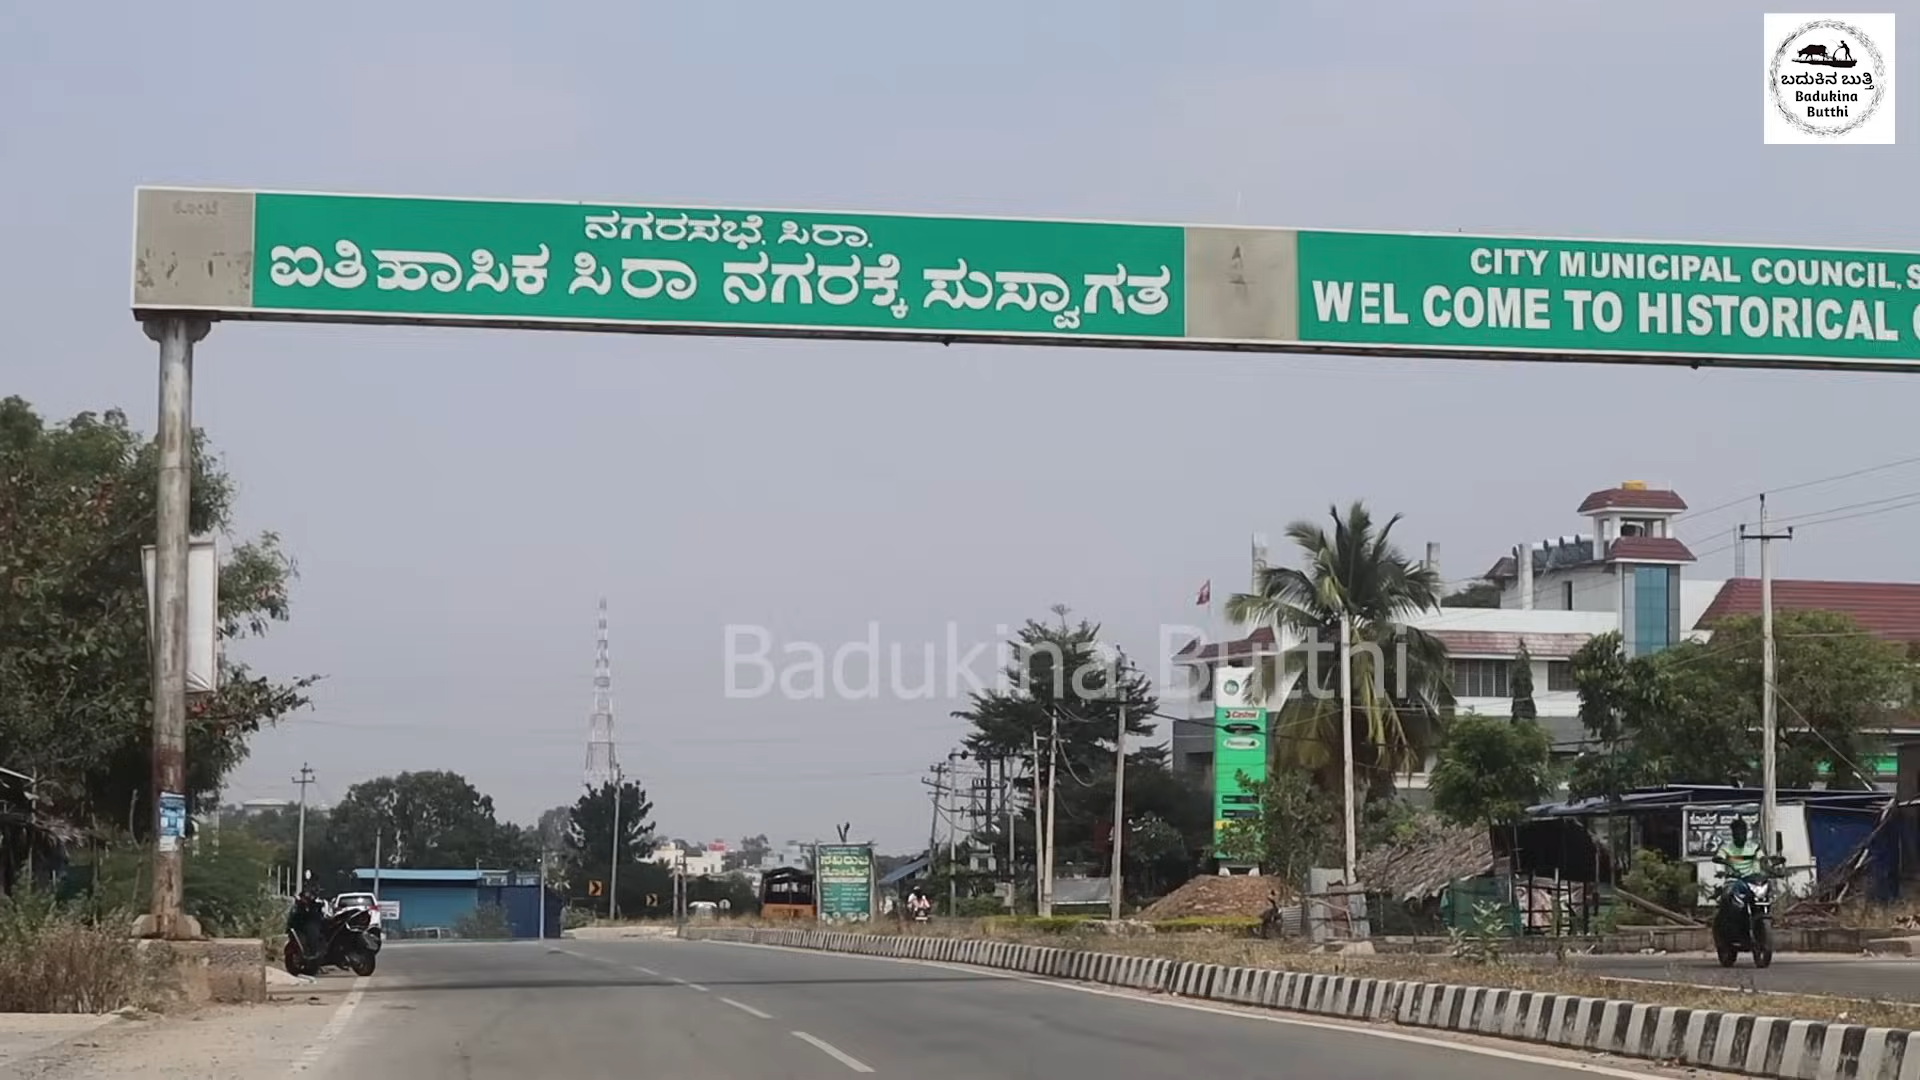 ಬದುಕಿನ ಬುತ್ತಿ
Badukina
Butthi
ನಗರಸಭೆ, ಸಿರಾ.
ಐತಿಹಾಸಿಕ ಸಿರಾ ನಗರಕ್ಕೆ ಸುಸ್ವಾಗತ
CITY MUNICIPAL COUNCIL, S
WEL COME TO HISTORICAL
Badukina Butthi
Castrol